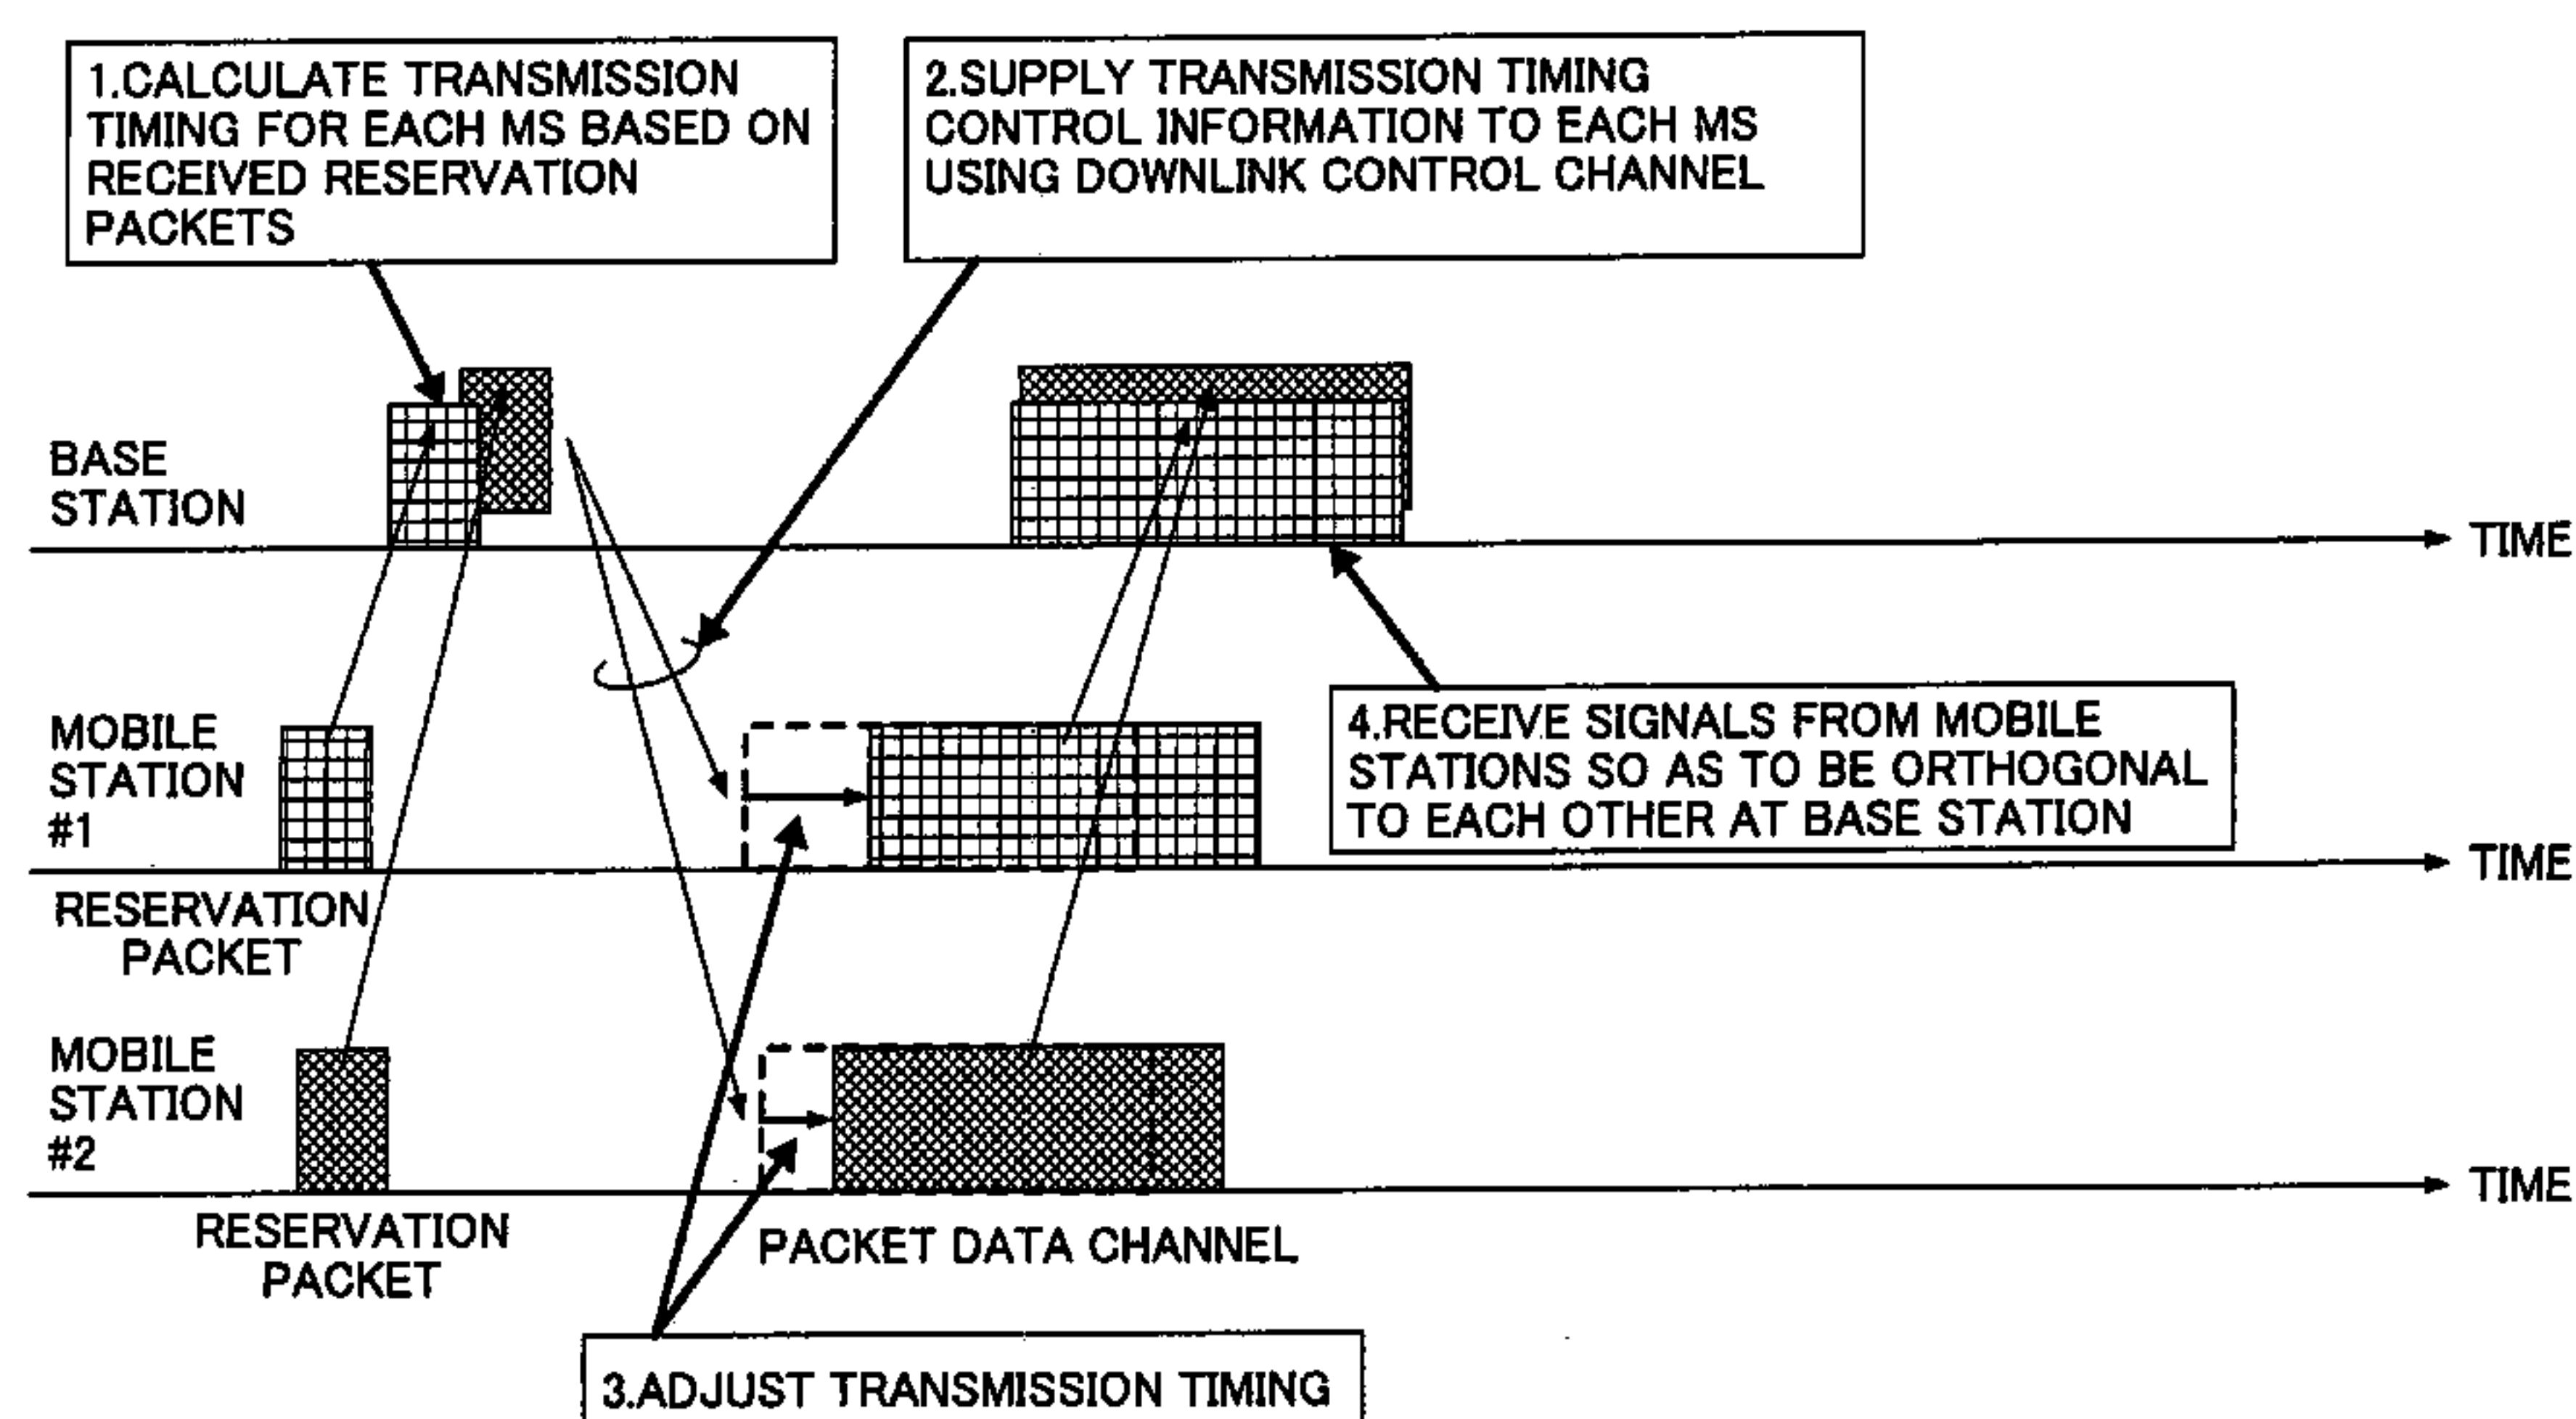 1.CALCULATE TRANSMISSION
TIMING FOR EACH MS BASED ON
RECEIVED RESERVATION
PACKETS
2.SUPPLY TRANSMISSION TIMING
CONTROL INFORMATION TO EACH MS
USING DOWNLINK CONTROL CHANNEL
BASE
STATION
TIME
4.RECEIVE SIGNALS FROM MOBILE
STATIONS SO AS TO BE ORTHOGONAL
TO EACH OTHER AT BASE STATION
MOBILE
STATION
#1
TIME
RESERVATION
PACKET
MOBILE
STATION
#2
TIME
RESERVATION
PACKET
PACKET DATA CHANNEL
3.ADJUST TRANSMISSION TIMING